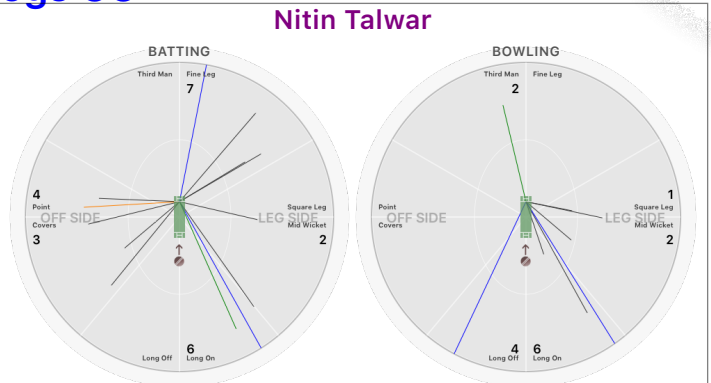 Nitin Talwar
BATTING
Third Man
Fine Leg
7
4
Point
OFF SIDE
Covers
3
Square Leg
LEG SIDE
Mid Wicket
2
6
Long Off
Long On
BOWLING
Third Man
Fine Leg
2
Point
OFF SIDE
Covers
1
Square Leg
LEG SIDE
Mid Wicket
2
4
6
Long Off
Long On